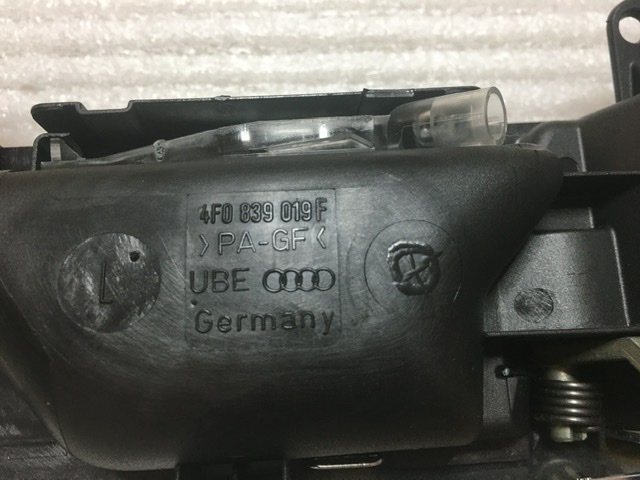 4F0 839 019 F
>PA-GF<
UBE
Germany
L